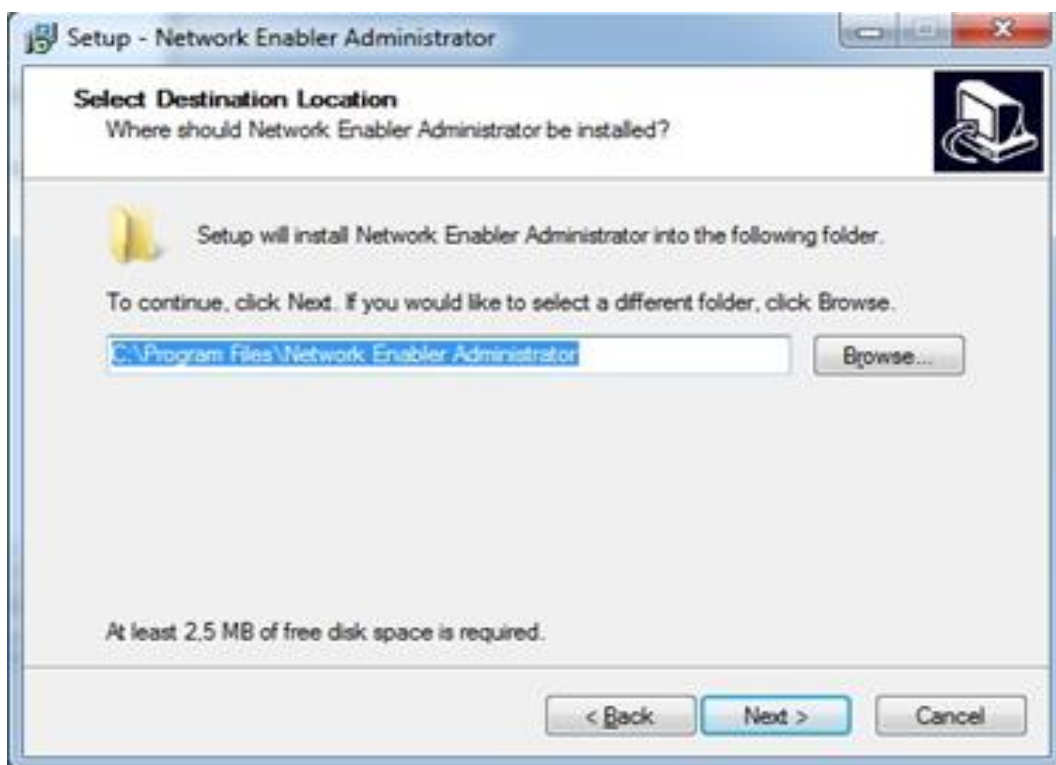 Setup - Network Enabler Administrator
Select Destination Location
Where should Network Enabler Administrator be installed?
Setup will install Network Enabler Administrator into the following folder.
To continue, click Next. If you would like to select a different folder, click Browse.
C:\Program Files\Network Enabler Administrator
Browse...
At least 2,5 MB of free disk space is required.
< Back
Next >
Cancel